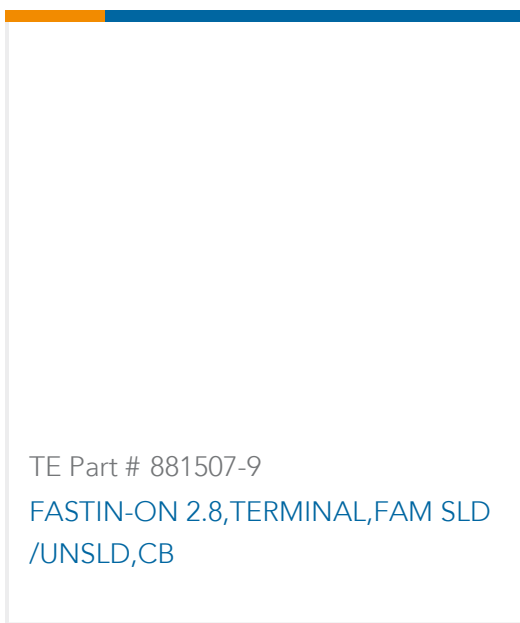 TE Part # 881507-9
FASTIN-ON 2.8,TERMINAL,FAM SLD
/UNSLD,CB